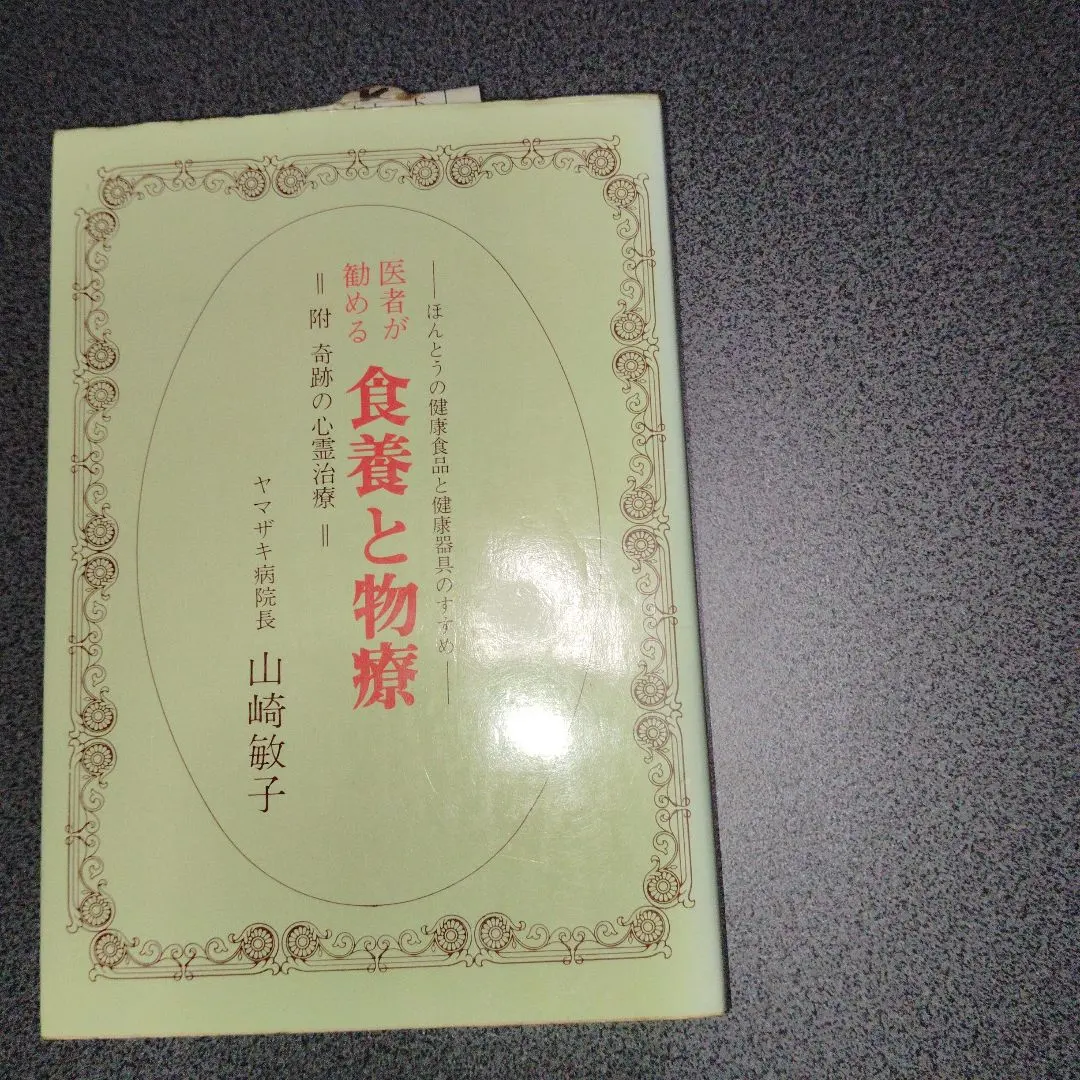 ――ほんとうの健康食品と健康器具のすすめ――
医者が
勧める
食養と物療
＝附 奇跡の心霊治療＝
ヤマザキ病院長 山崎敏子